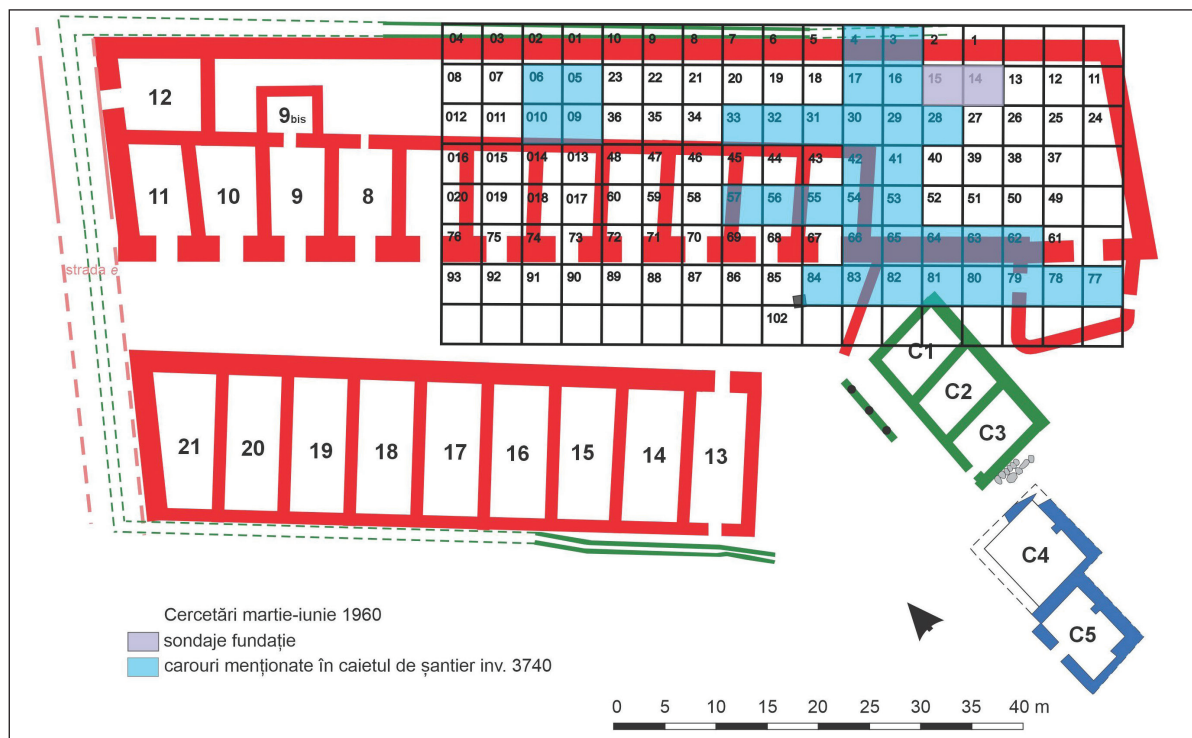 04 03 02 01 10 9 8 7 6 5 4 3 2 1
08 07 06 05 23 22 21 20 19 18 17 16 15 14 13 12 11
12
9bis
012 011 010 09 36 35 34 33 32 31 30 29 28 27 26 25 24
016 015 014 013 48 47 46 45 44 43 42 41 40 39 38 37
11 10 9 8
020 019 018 017 60 59 58 57 56 55 54 53 52 51 50 49
76 75 74 73 72 71 70 69 68 67 66 65 64 63 62 61
strada e
93 92 91 90 89 88 87 86 85 84 83 82 81 80 79 78 77
102
C1
C2
C3
21 20 19 18 17 16 15 14 13
C4
C5
Cercetări martie-iunie 1960
sondaje fundație
carouri menționate în caietul de șantier inv. 3740
0 5 10 15 20 25 30 35 40 m